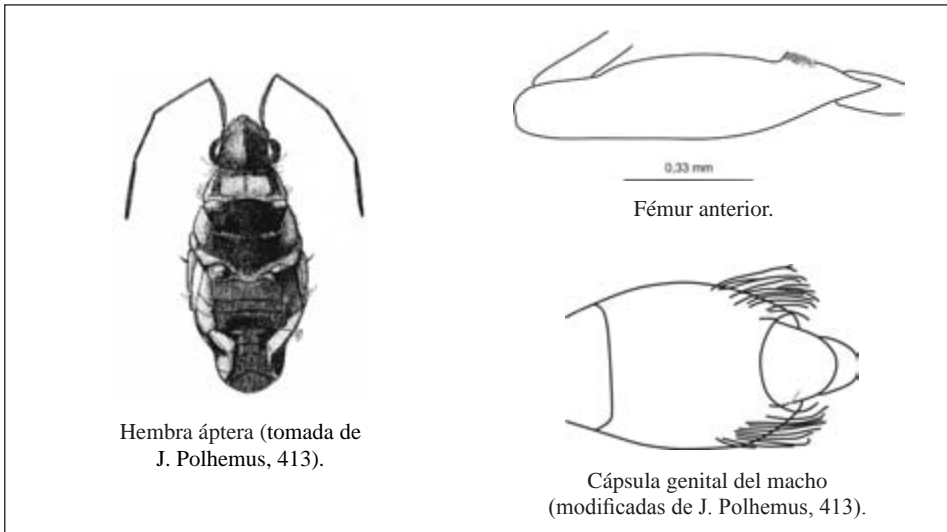 Hembra áptera (tomada de
J. Polhemus, 413).
0,33 mm
Fémur anterior.
Cápsula genital del macho
(modificadas de J. Polhemus, 413).